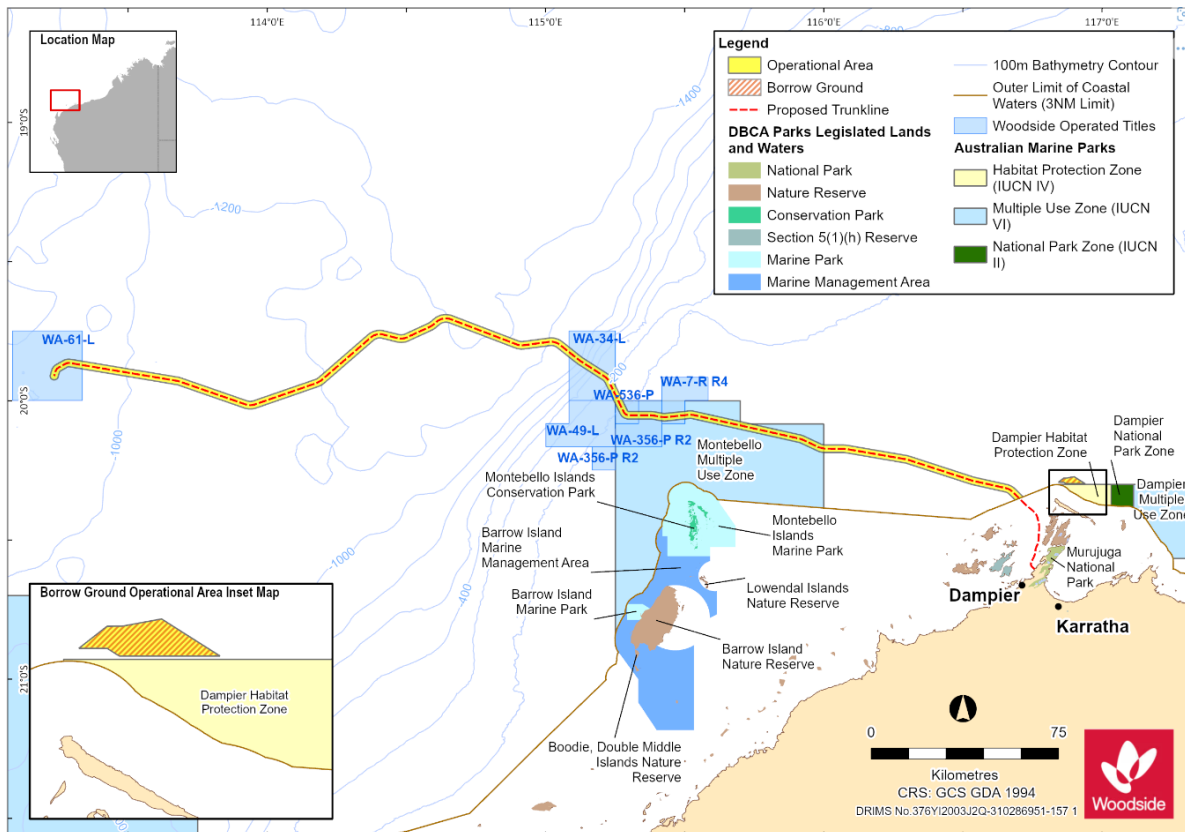 114°0'E
115°0'E
116°0'E
117°0'E
19°0'S
20°0'S
21°0'S
Location Map
Legend
Operational Area
Borrow Ground
Proposed Trunkline
DBCA Parks Legislated Lands
and Waters
National Park
Nature Reserve
Conservation Park
Section 5(1)(h) Reserve
Marine Park
Marine Management Area
100m Bathymetry Contour
Outer Limit of Coastal
Waters (3NM Limit)
Woodside Operated Titles
Australian Marine Parks
Habitat Protection Zone
(IUCN IV)
Multiple Use Zone (IUCN
VI)
National Park Zone (IUCN
II)
-1400
-1200
-1000
-200
-1000
-400
-800
WA-61-L
WA-34-L
WA-7-R R4
WA-536-P
WA-49-L
WA-356-P R2
WA-356-P R2
Montebello
Multiple
Use Zone
Dampier Habitat
Protection Zone
Dampier
National
Park Zone
Dampier
Multiple
Use Zone
Montebello Islands
Conservation Park
Barrow Island
Marine
Management Area
Barrow Island
Marine Park
Montebello
Islands
Marine Park
Lowendal Islands
Nature Reserve
Barrow Island
Nature Reserve
Boodie, Double Middle
Islands Nature
Reserve
Murujuga
National
Park
Dampier
Karratha
Borrow Ground Operational Area Inset Map
Dampier Habitat
Protection Zone
0
75
Kilometres
CRS: GCS GDA 1994
DRIMS No.376YI2003J2Q-310286951-157 1
Woodside